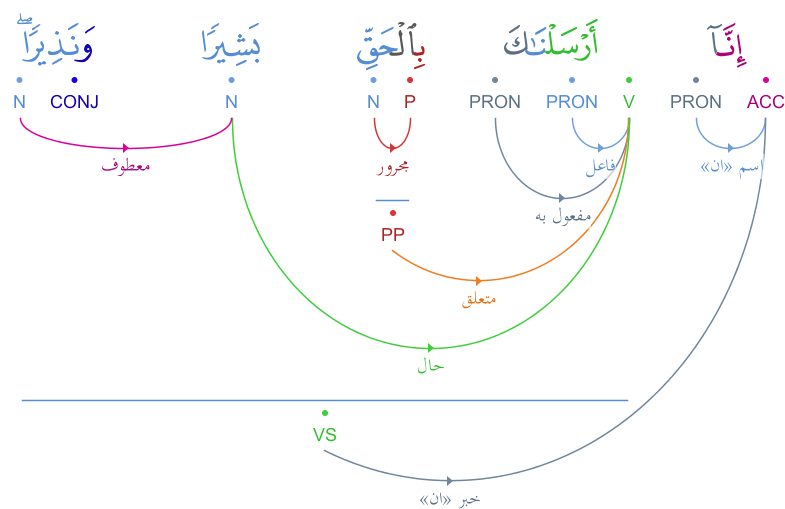 إِنَّآ أَرْسَلْنَٰكَ بِٱلْحَقِّ بَشِيرًا وَنَذِيرًا ۖ
ACC PRON V PRON PRON P N N CONJ N
اسم «ان» فاعل مجرور معطوف
مفعول به
PP
متعلق
حال
VS
خبر «ان»